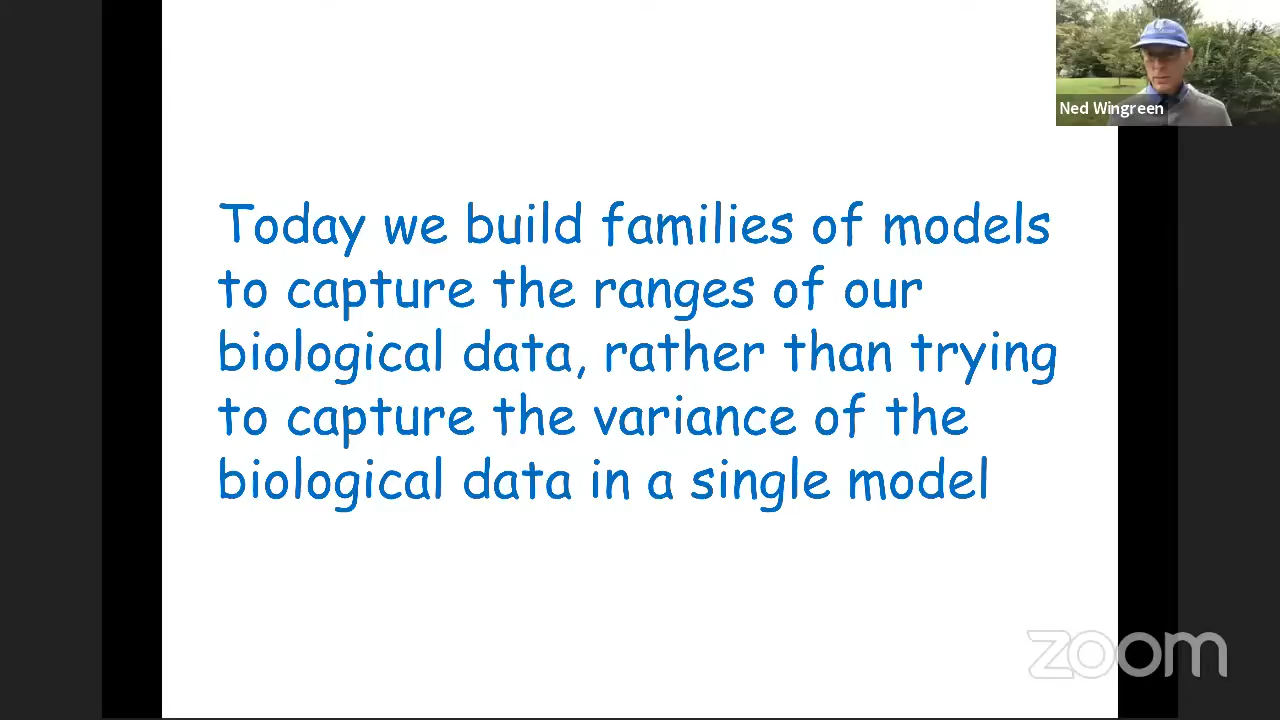 Ned Wingreen
Today we build families of models
to capture the ranges of our
biological data, rather than trying
to capture the variance of the
biological data in a single model
zoom